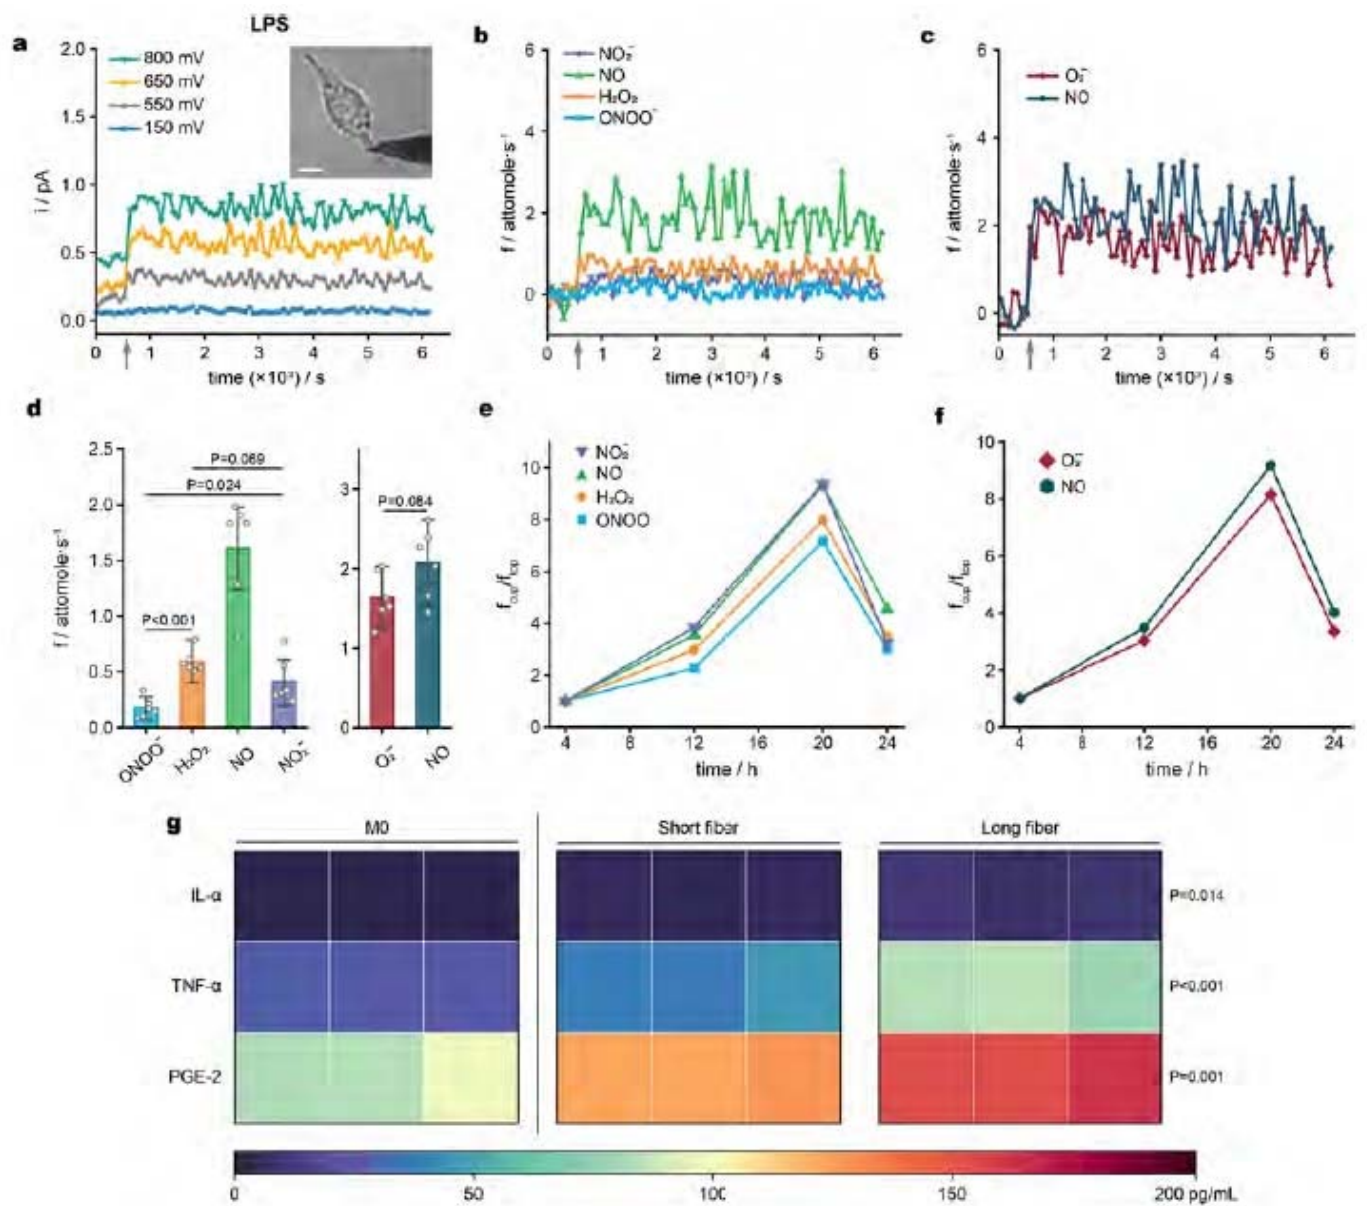 LPS
a
2.0
1.5
1.0
0.5
0.0
i / pA
800 mV
650 mV
550 mV
150 mV
0 1 2 3 4 5 6
time (×10³) / s
b
6
4
2
0
f / attomole·s⁻¹
NO₂⁻
NO
H₂O₂
ONOO⁻
0 1 2 3 4 5 6
time (×10³) / s
c
6
4
2
0
f / attomole·s⁻¹
O₂⁻
NO
0 1 2 3 4 5 6
time (×10³) / s
d
2.5
2.0
1.5
1.0
0.5
0.0
f / attomole·s⁻¹
P=0.069
P=0.024
P<0.001
ONOO⁻ H₂O₂ NO NO₂⁻
3
2
1
0
P=0.084
O₂⁻ NO
e
10
8
6
4
2
0
NO₂⁻
NO
H₂O₂
ONOO
4 8 12 16 20 24
time / h
f
10
8
6
4
2
0
O₂⁻
NO
4 8 12 16 20 24
time / h
g
M0 Short fiber Long fiber
IL-α P=0.014
TNF-α P<0.001
PGE-2 P=0.001
0 50 100 150 200 pg/mL